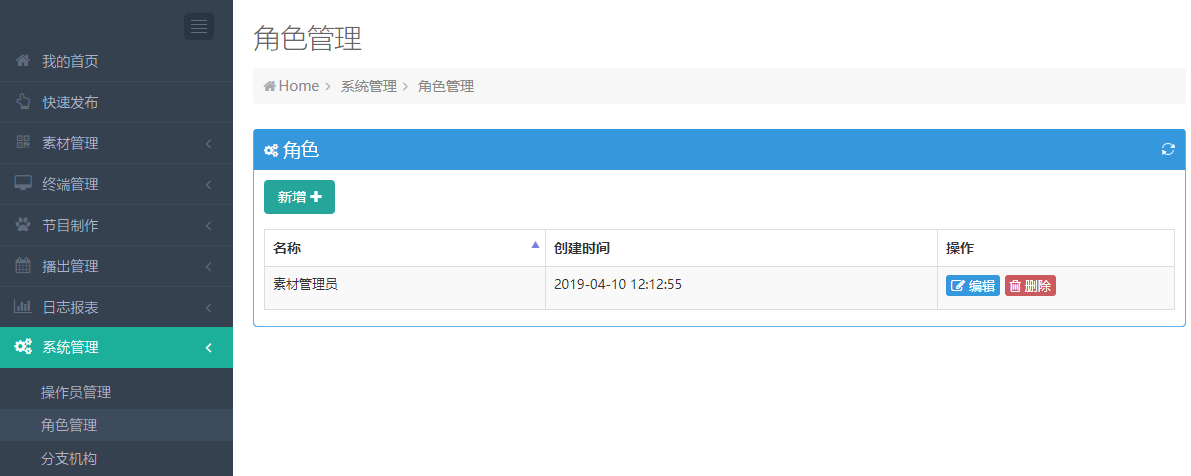 我的首页
快速发布
素材管理
终端管理
节目制作
播出管理
日志报表
系统管理
操作员管理
角色管理
分支机构
角色管理
Home 系统管理 角色管理
角色
新增
名称 创建时间 操作
素材管理员 2019-04-10 12:12:55 编辑 删除